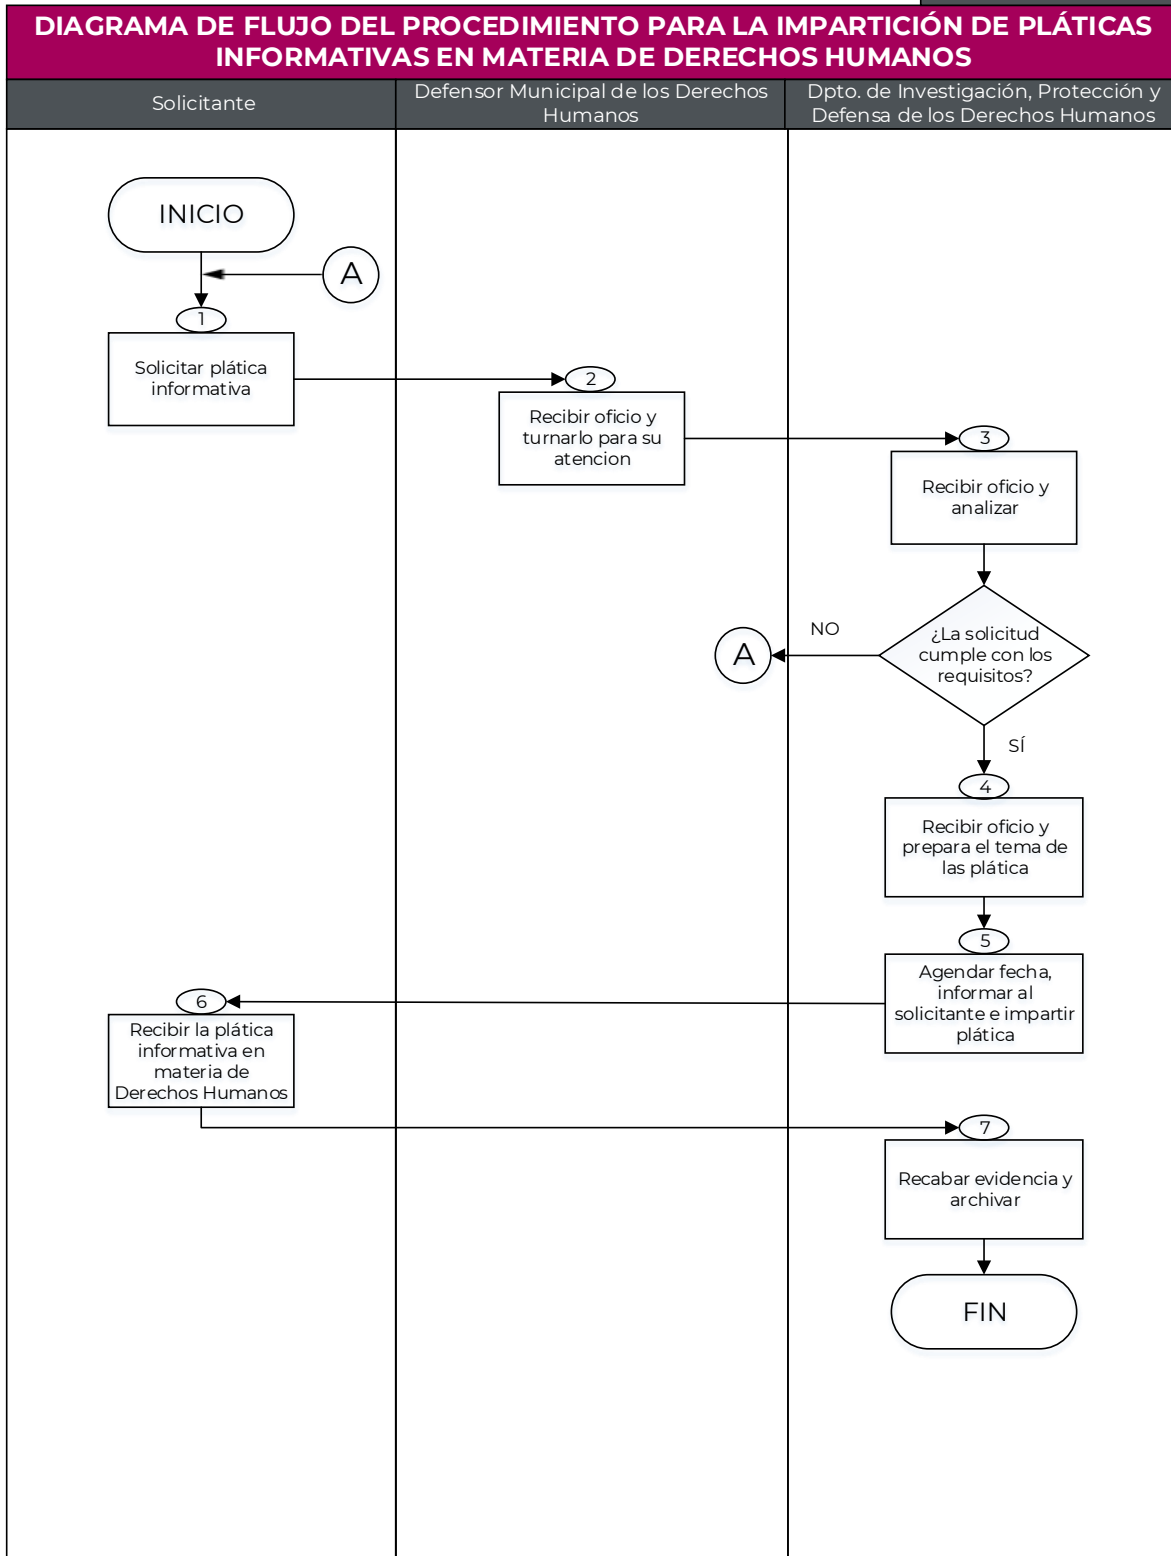 DIAGRAMA DE FLUJO DEL PROCEDIMIENTO PARA LA IMPARTICIÓN DE PLÁTICAS
INFORMATIVAS EN MATERIA DE DERECHOS HUMANOS
Solicitante
Defensor Municipal de los Derechos
Humanos
Dpto. de Investigación, Protección y
Defensa de los Derechos Humanos
INICIO
A
1
Solicitar plática
informativa
2
Recibir oficio y
turnarlo para su
atencion
3
Recibir oficio y
analizar
¿La solicitud
cumple con los
requisitos?
NO
A
SÍ
4
Recibir oficio y
prepara el tema de
las plática
5
Agendar fecha,
informar al
solicitante e impartir
plática
6
Recibir la plática
informativa en
materia de
Derechos Humanos
7
Recabar evidencia y
archivar
FIN